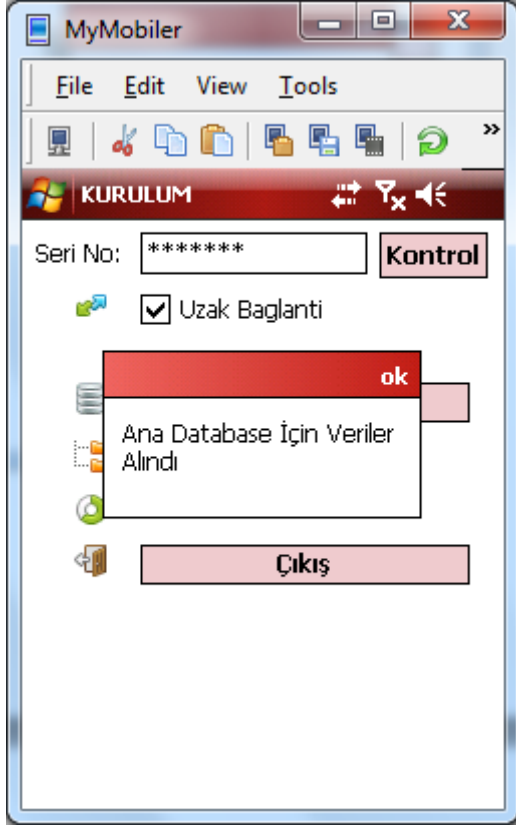 MyMobiler
File Edit View Tools
»
KURULUM
Seri No: ******* Kontrol
Uzak Baglanti
ok
Ana Database İçin Veriler
Alındı
Çıkış